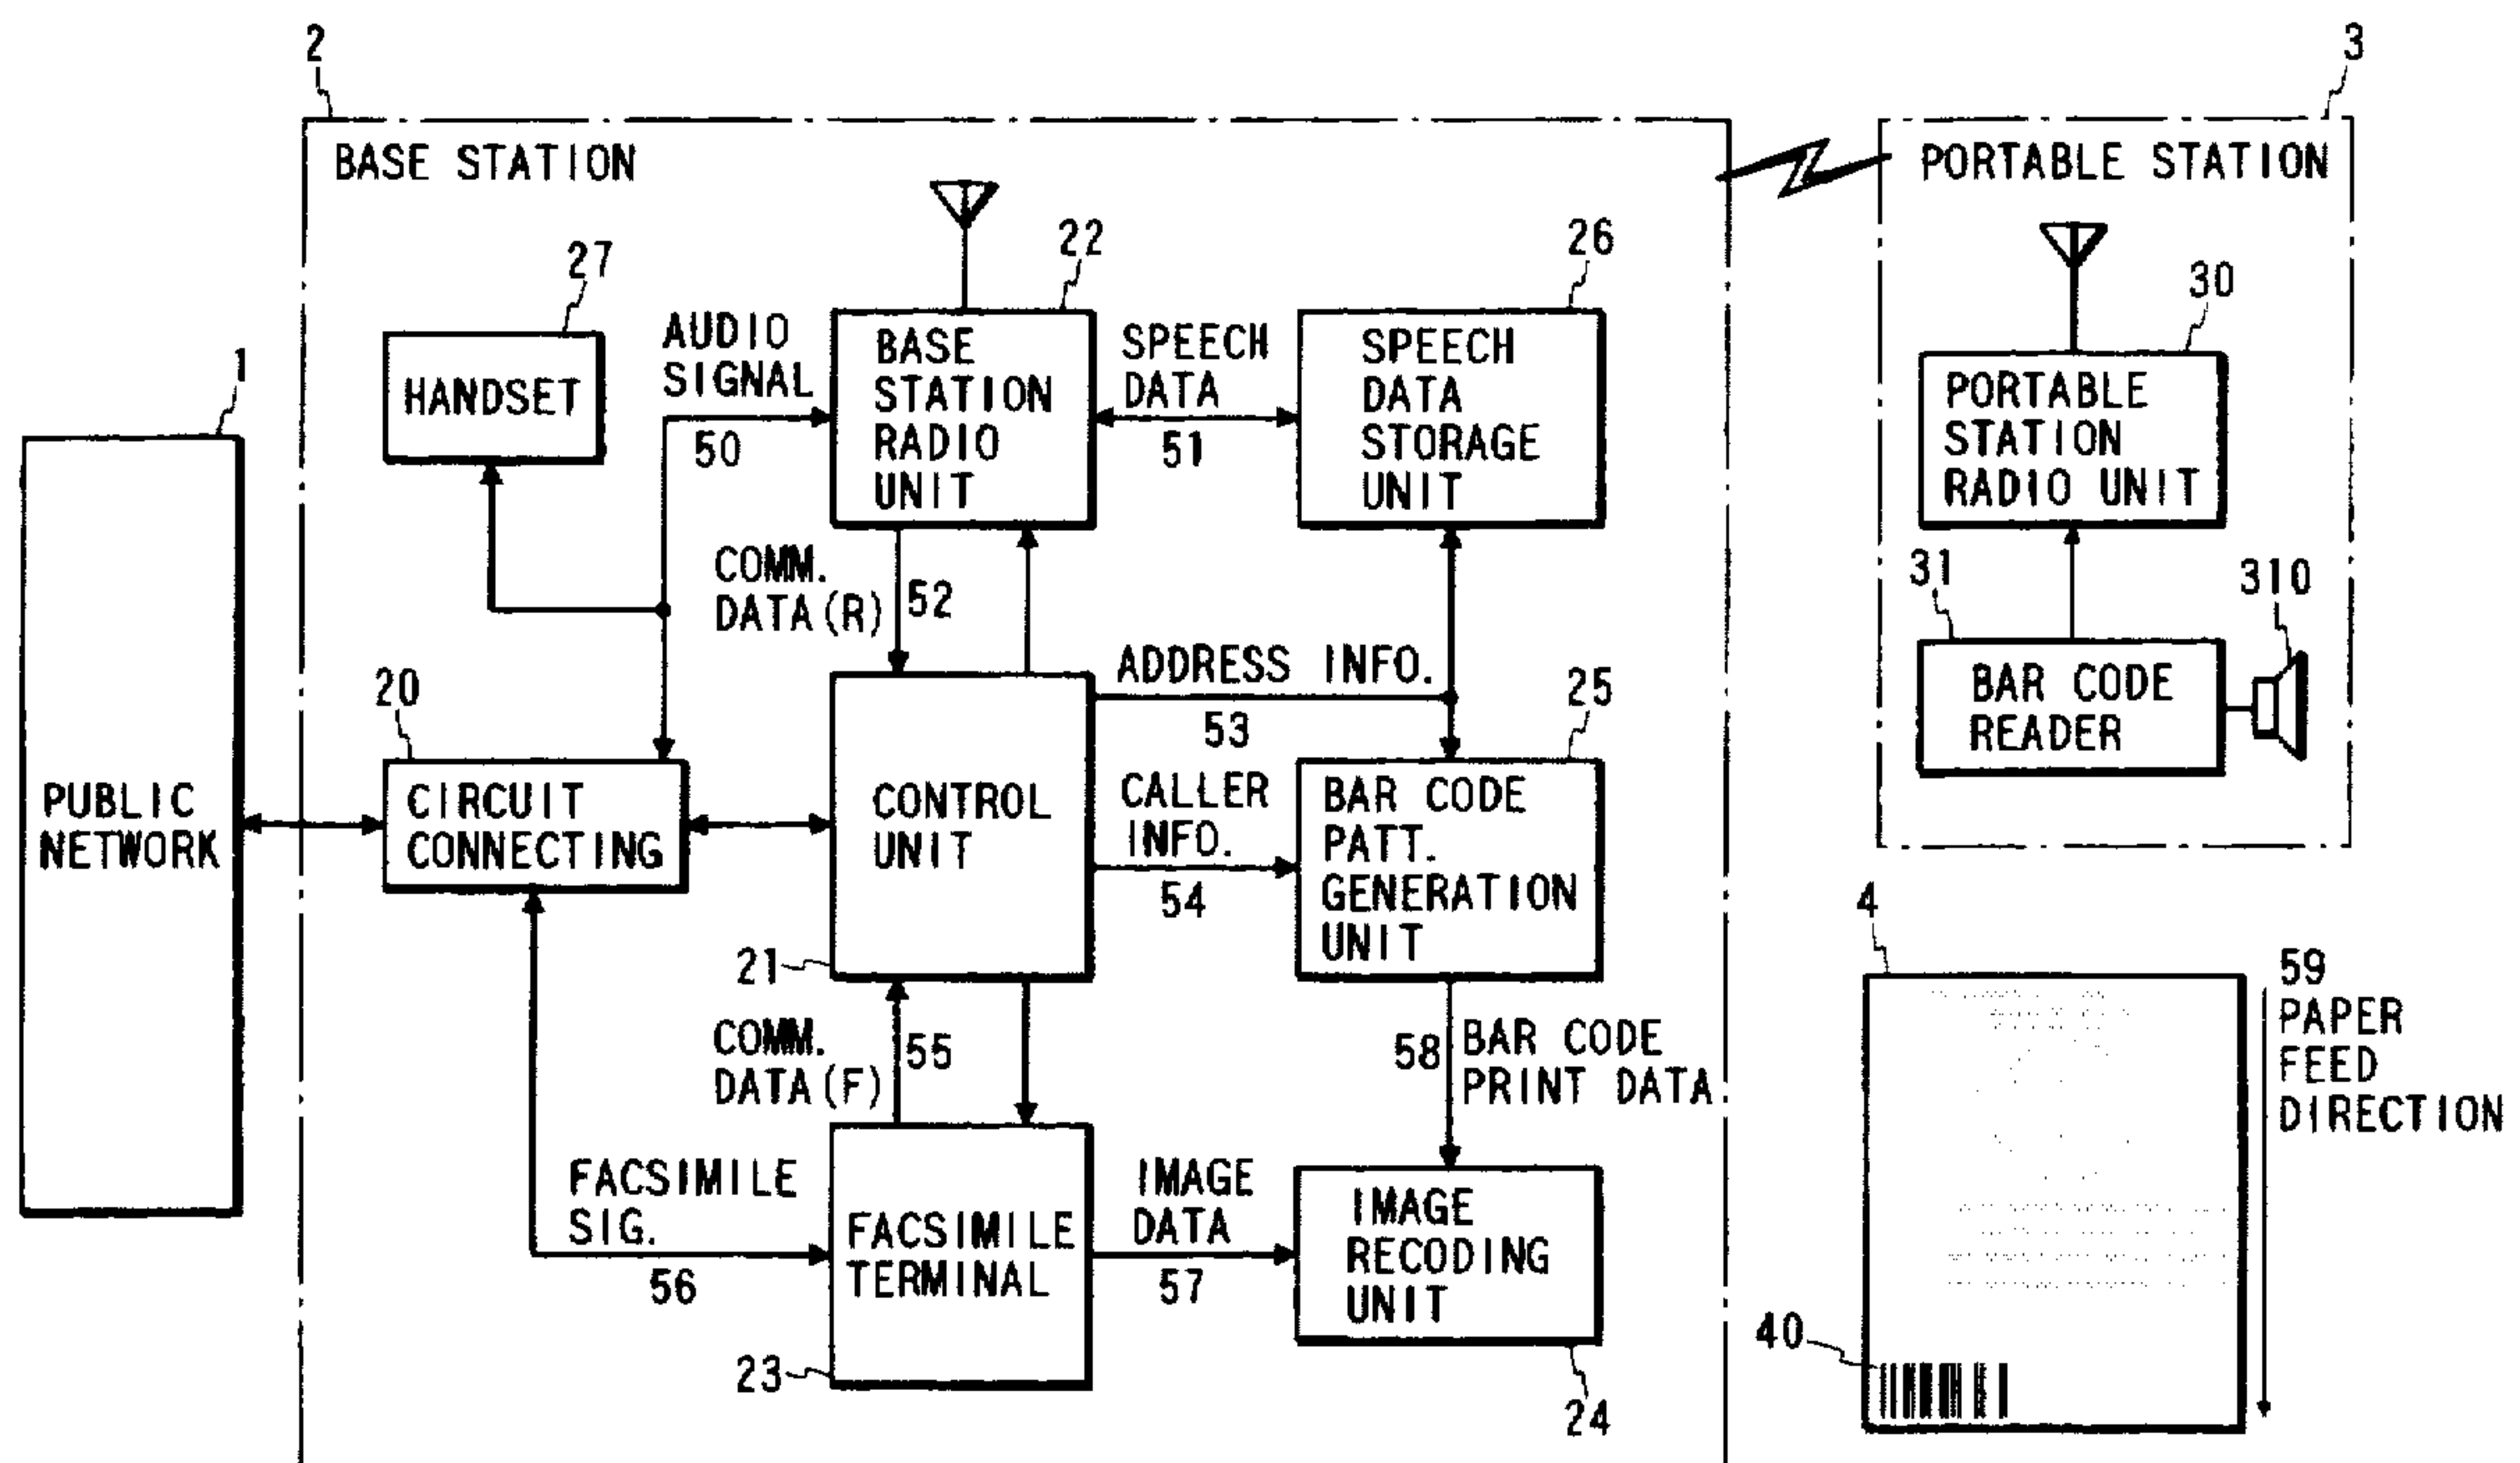 2
3
BASE STATION
PORTABLE STATION
27
22
26
30
1
AUDIO
SIGNAL
50
HANDSET
BASE
STATION
RADIO
UNIT
SPEECH
DATA
51
SPEECH
DATA
STORAGE
UNIT
PORTABLE
STATION
RADIO UNIT
COMM.
DATA(R)
52
31
310
20
ADDRESS INFO.
53
25
BAR CODE
READER
PUBLIC
NETWORK
CIRCUIT
CONNECTING
CONTROL
UNIT
21
CALLER
INFO.
54
BAR CODE
PATT.
GENERATION
UNIT
4
59
PAPER
FEED
DIRECTION
COMM.
DATA(F)
55
58
BAR CODE
PRINT DATA
FACSIMILE
SIG.
56
FACSIMILE
TERMINAL
23
IMAGE
DATA
57
IMAGE
RECODING
UNIT
24
40